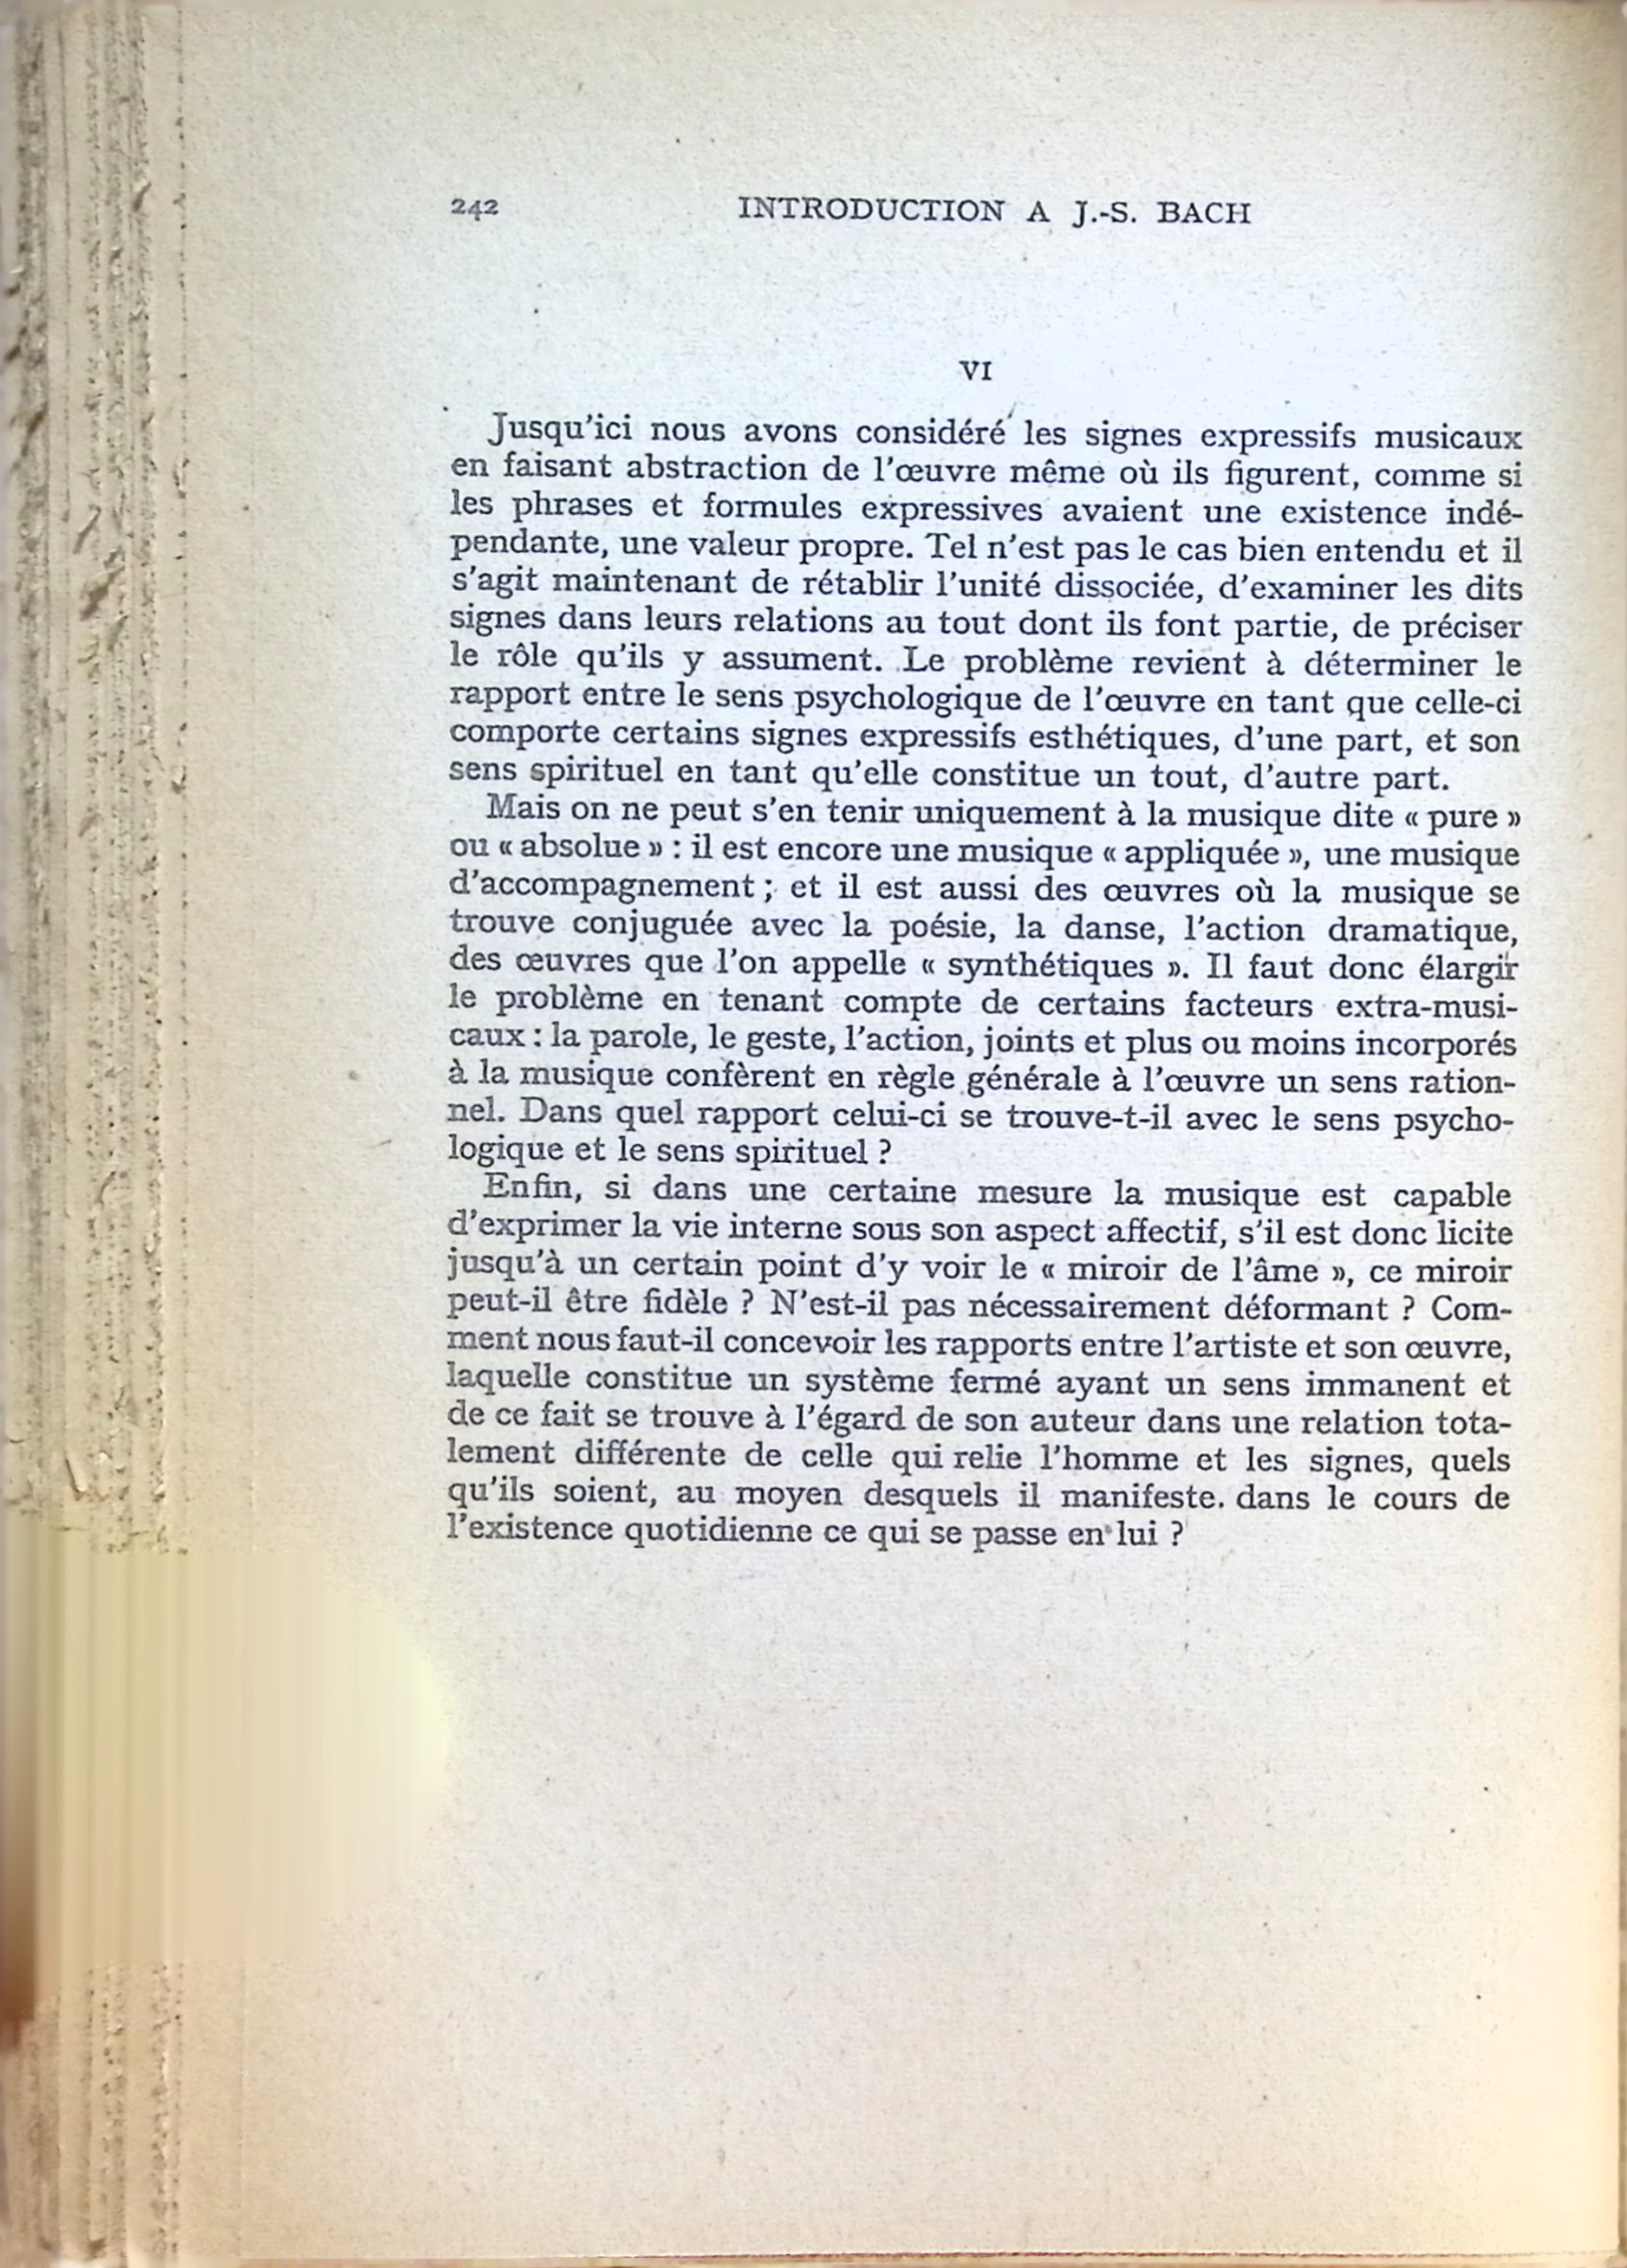 242
INTRODUCTION A J.-S. BACH
VI
Jusqu'ici nous avons considéré les signes expressifs musicaux
en faisant abstraction de l'œuvre même où ils figurent, comme si
les phrases et formules expressives avaient une existence indé-
pendante, une valeur propre. Tel n'est pas le cas bien entendu et il
s'agit maintenant de rétablir l'unité dissociée, d'examiner les dits
signes dans leurs relations au tout dont ils font partie, de préciser
le rôle qu'ils y assument. Le problème revient à déterminer le
rapport entre le sens psychologique de l'œuvre en tant que celle-ci
comporte certains signes expressifs esthétiques, d'une part, et son
sens spirituel en tant qu'elle constitue un tout, d'autre part.
Mais on ne peut s'en tenir uniquement à la musique dite « pure »
ou « absolue » : il est encore une musique « appliquée », une musique
d'accompagnement ; et il est aussi des œuvres où la musique se
trouve conjuguée avec la poésie, la danse, l'action dramatique,
des œuvres que l'on appelle « synthétiques ». Il faut donc élargir
le problème en tenant compte de certains facteurs extra-musi-
caux : la parole, le geste, l'action, joints et plus ou moins incorporés
à la musique confèrent en règle générale à l'œuvre un sens ration-
nel. Dans quel rapport celui-ci se trouve-t-il avec le sens psycho-
logique et le sens spirituel ?
Enfin, si dans une certaine mesure la musique est capable
d'exprimer la vie interne sous son aspect affectif, s'il est donc licite
jusqu'à un certain point d'y voir le « miroir de l'âme », ce miroir
peut-il être fidèle ? N'est-il pas nécessairement déformant ? Com-
ment nous faut-il concevoir les rapports entre l'artiste et son œuvre,
laquelle constitue un système fermé ayant un sens immanent et
de ce fait se trouve à l'égard de son auteur dans une relation tota-
lement différente de celle qui relie l'homme et les signes, quels
qu'ils soient, au moyen desquels il manifeste. dans le cours de
l'existence quotidienne ce qui se passe en lui ?